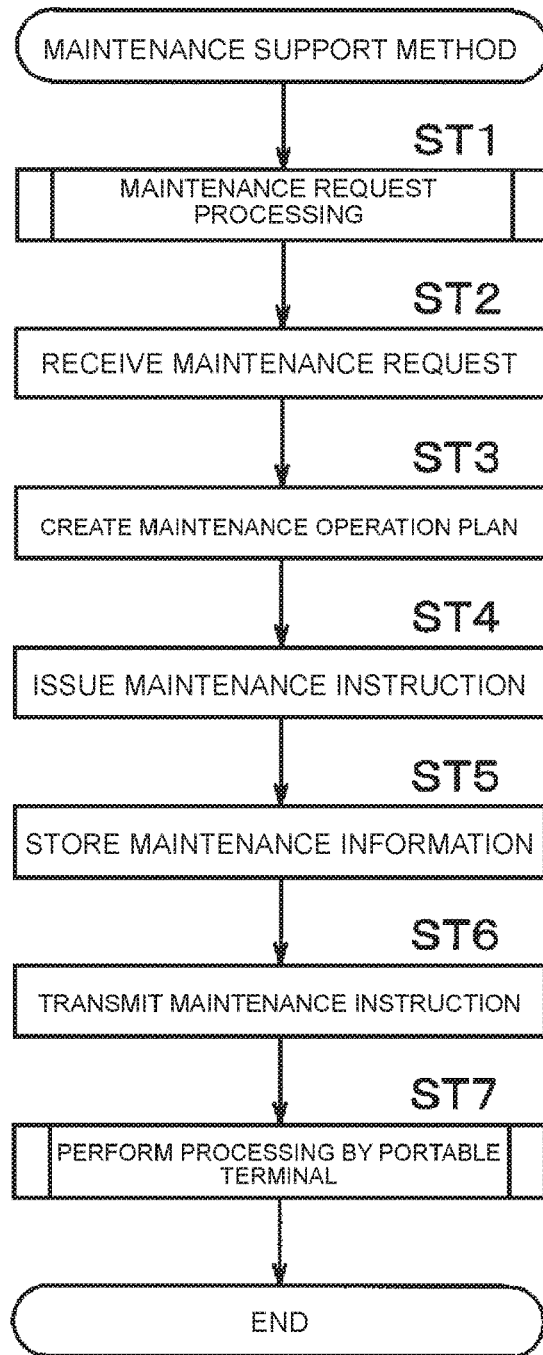 MAINTENANCE SUPPORT METHOD
ST1
MAINTENANCE REQUEST
PROCESSING
ST2
RECEIVE MAINTENANCE REQUEST
ST3
CREATE MAINTENANCE OPERATION PLAN
ST4
ISSUE MAINTENANCE INSTRUCTION
ST5
STORE MAINTENANCE INFORMATION
ST6
TRANSMIT MAINTENANCE INSTRUCTION
ST7
PERFORM PROCESSING BY PORTABLE
TERMINAL
END